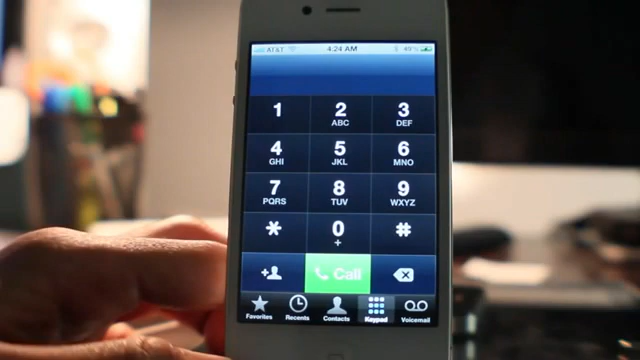 AT&T 4:24 AM 49%
1 2 3
ABC DEF
4 5 6
GHI JKL MNO
7 8 9
PQRS TUV WXYZ
* 0 #
+
+ Call
Favorites Recents Contacts Keypad Voicemail